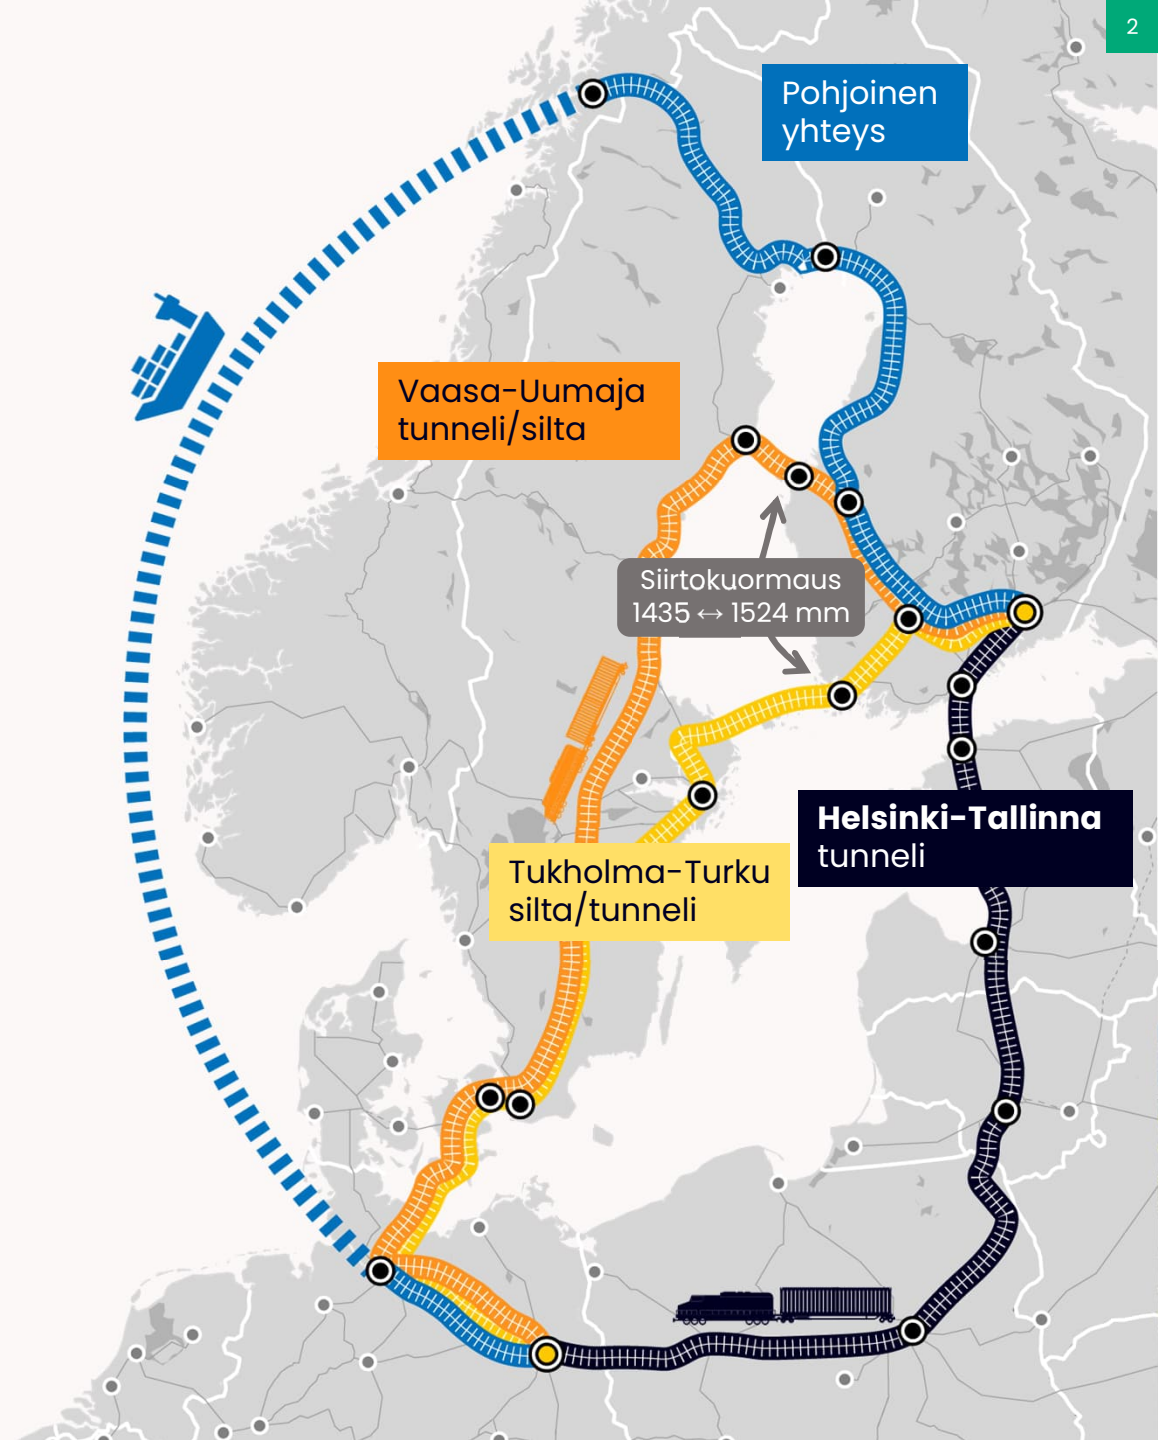 2
Pohjoinen
yhteys
Vaasa-Uumaja
tunneli/silta
Siirtokuormaus
1435 ↔ 1524 mm
Helsinki-Tallinna
tunneli
Tukholma-Turku
silta/tunneli